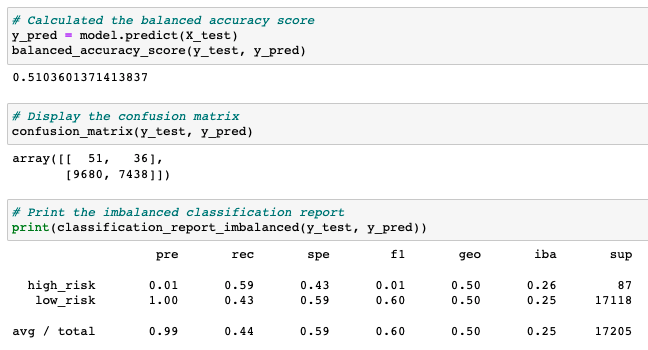 # Calculated the balanced accuracy score
y_pred = model.predict(X_test)
balanced_accuracy_score(y_test, y_pred)
0.5103601371413837
# Display the confusion matrix
confusion_matrix(y_test, y_pred)
array([[  51,   36],
       [9680, 7438]])
# Print the imbalanced classification report
print(classification_report_imbalanced(y_test, y_pred))
pre rec spe f1 geo iba sup
high_risk 0.01 0.59 0.43 0.01 0.50 0.26 87
low_risk 1.00 0.43 0.59 0.60 0.50 0.25 17118
avg / total 0.99 0.44 0.59 0.60 0.50 0.25 17205